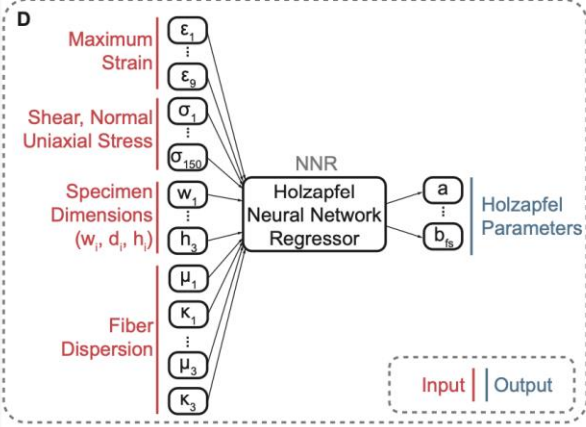 D
Maximum
Strain
ε1
⋮
ε9
Shear, Normal
Uniaxial Stress
σ1
⋮
σ150
Specimen
Dimensions
(wi, di, hi)
w1
⋮
h3
Fiber
Dispersion
μ1
κ1
⋮
μ3
κ3
NNR
Holzapfel
Neural Network
Regressor
a
⋮
bfs
Holzapfel
Parameters
Input | Output